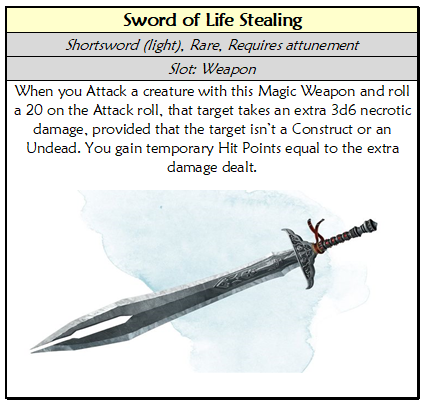 Sword of Life Stealing
Shortsword (light), Rare, Requires attunement
Slot: Weapon
When you Attack a creature with this Magic Weapon and roll
a 20 on the Attack roll, that target takes an extra 3d6 necrotic
damage, provided that the target isn't a Construct or an
Undead. You gain temporary Hit Points equal to the extra
damage dealt.